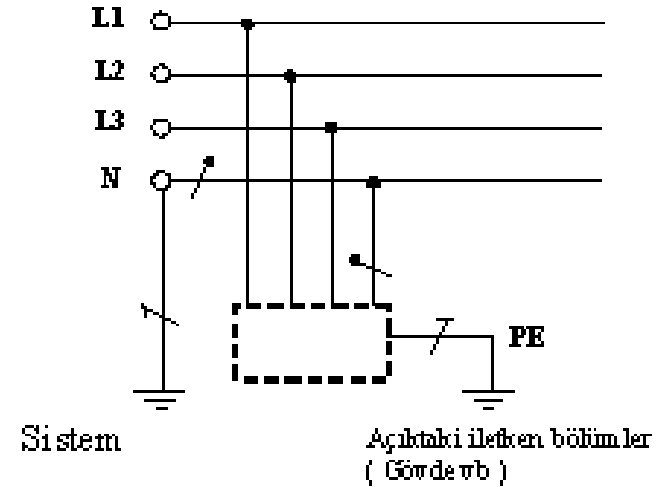 L1
L2
L3
N
PE
Sistem
Açıktaki iletken bölümler
( Gövde vb )